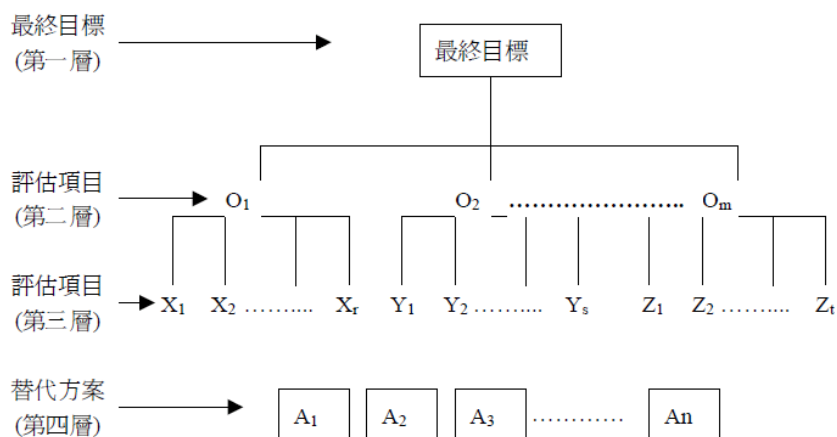 最終目標
(第一層)
最終目標
評估項目
(第二層)
O1 O2 ........................ Om
評估項目
(第三層)
X1 X2 …….... Xr Y1 Y2 …….... Ys Z1 Z2 …….... Zt
替代方案
(第四層)
A1 A2 A3 ………… An